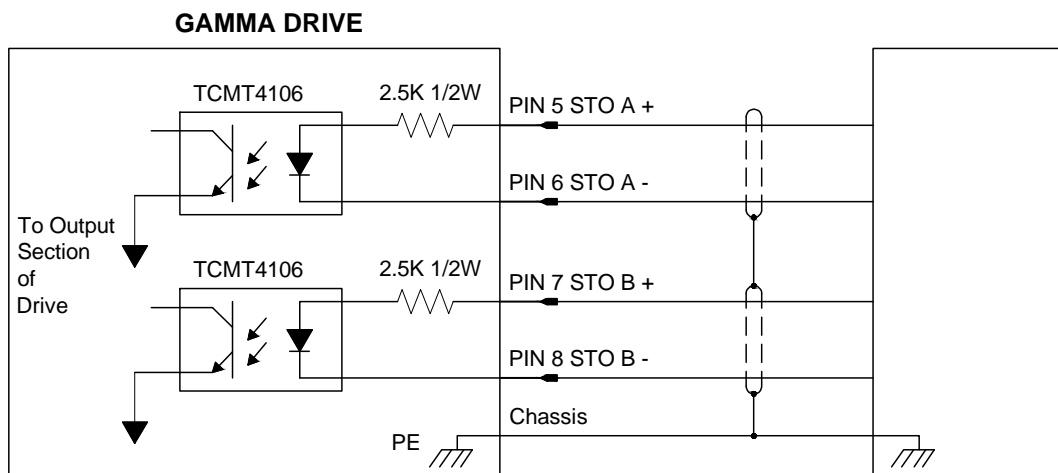 GAMMA DRIVE
TCMT4106
2.5K 1/2W
PIN 5 STO A +
PIN 6 STO A -
To Output
Section
of
Drive
TCMT4106
2.5K 1/2W
PIN 7 STO B +
PIN 8 STO B -
Chassis
PE